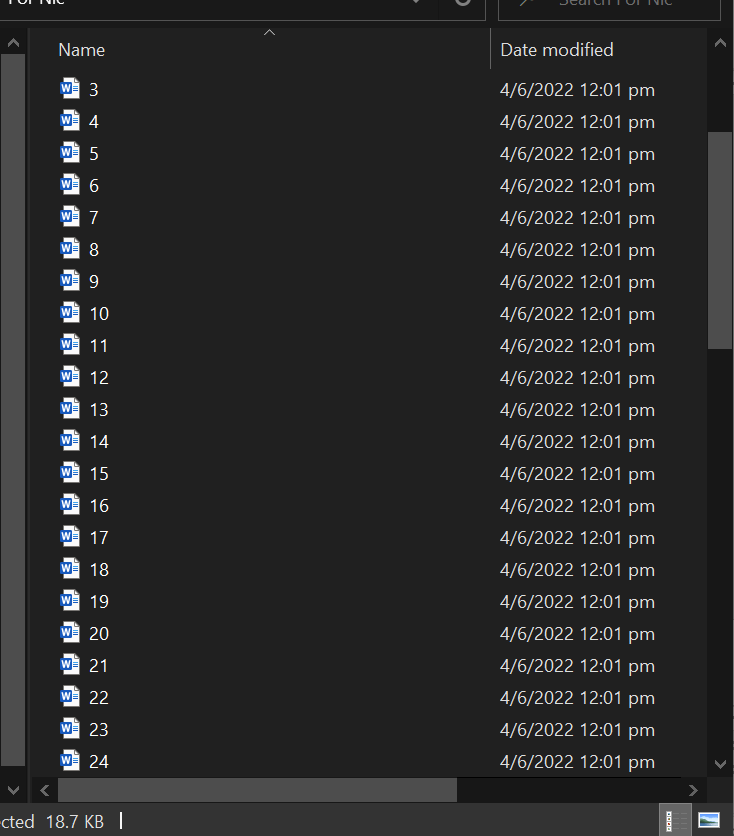 For Nic Search For Nic
Name Date modified
3 4/6/2022 12:01 pm
4 4/6/2022 12:01 pm
5 4/6/2022 12:01 pm
6 4/6/2022 12:01 pm
7 4/6/2022 12:01 pm
8 4/6/2022 12:01 pm
9 4/6/2022 12:01 pm
10 4/6/2022 12:01 pm
11 4/6/2022 12:01 pm
12 4/6/2022 12:01 pm
13 4/6/2022 12:01 pm
14 4/6/2022 12:01 pm
15 4/6/2022 12:01 pm
16 4/6/2022 12:01 pm
17 4/6/2022 12:01 pm
18 4/6/2022 12:01 pm
19 4/6/2022 12:01 pm
20 4/6/2022 12:01 pm
21 4/6/2022 12:01 pm
22 4/6/2022 12:01 pm
23 4/6/2022 12:01 pm
24 4/6/2022 12:01 pm
cted 18.7 KB